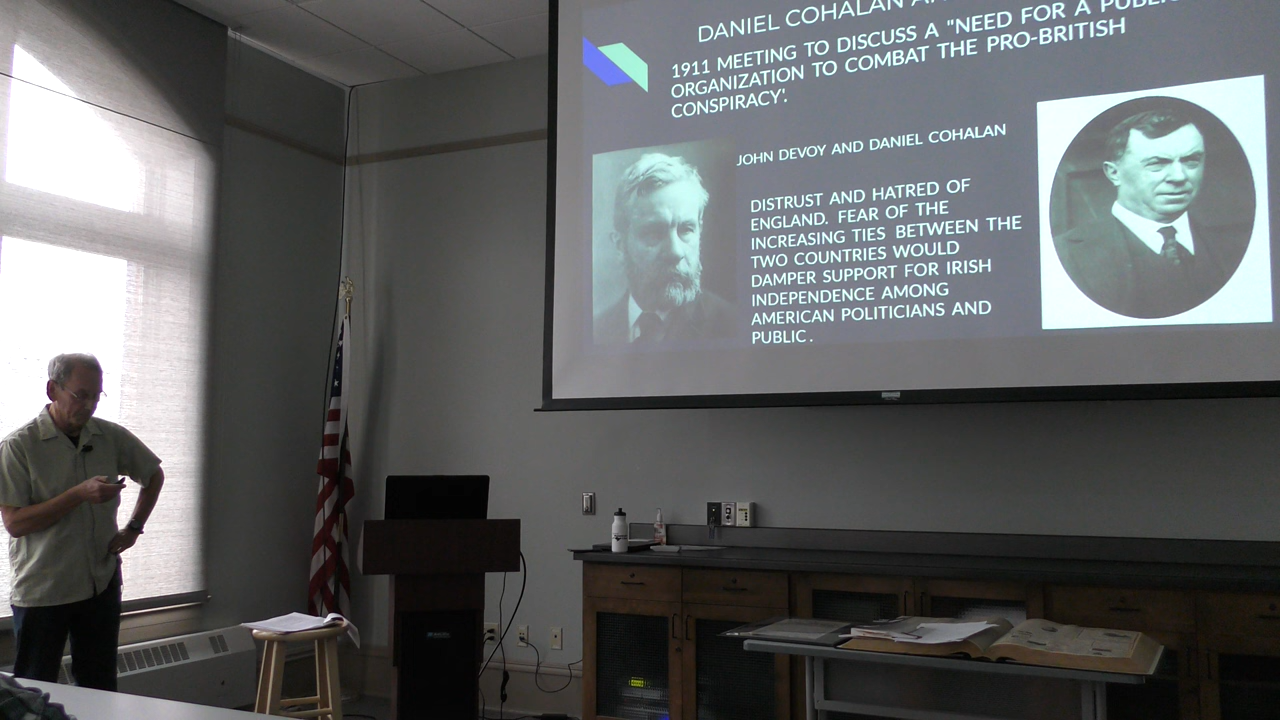 DANIEL COHALAN
1911 MEETING TO DISCUSS A "NEED FOR A PUBLIC
ORGANIZATION TO COMBAT THE PRO-BRITISH
CONSPIRACY'.
JOHN DEVOY AND DANIEL COHALAN
DISTRUST AND HATRED OF
ENGLAND. FEAR OF THE
INCREASING TIES BETWEEN THE
TWO COUNTRIES WOULD
DAMPER SUPPORT FOR IRISH
INDEPENDENCE AMONG
AMERICAN POLITICIANS AND
PUBLIC.